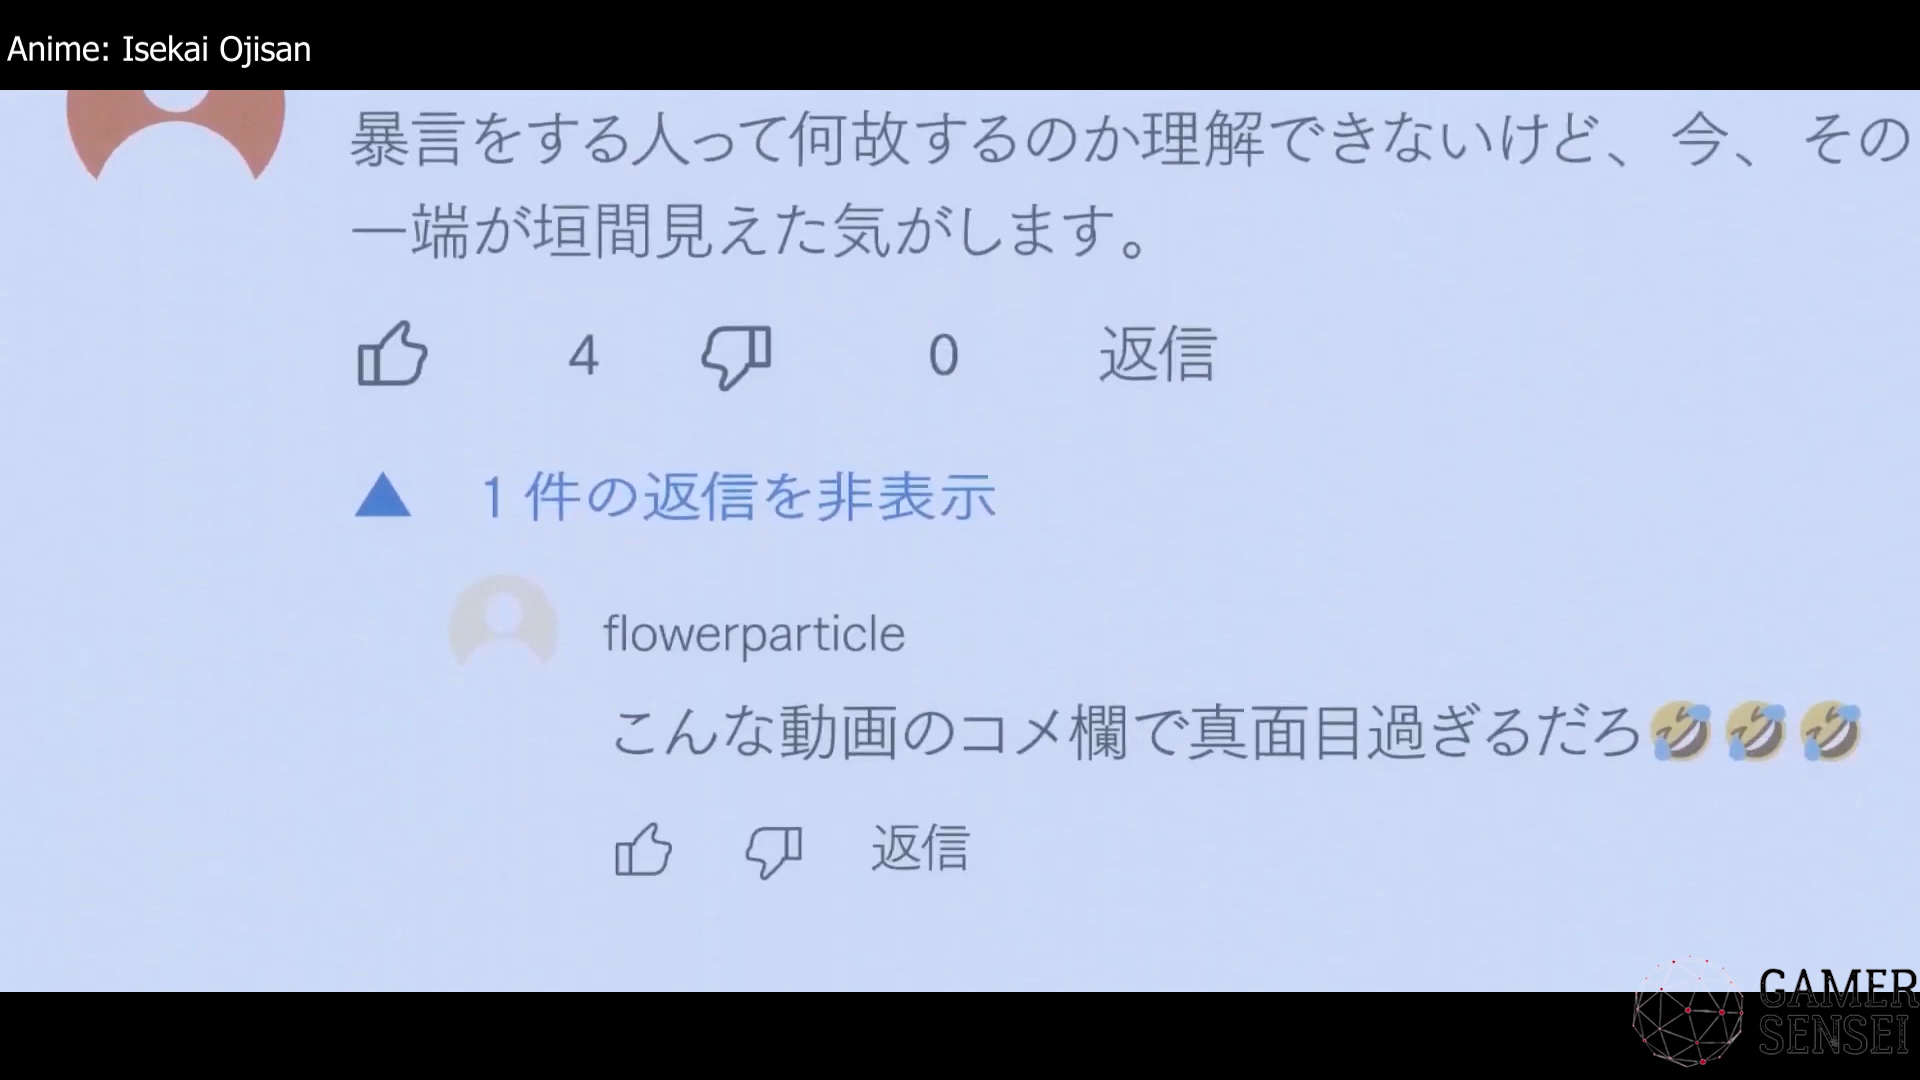 Anime: Isekai Ojisan
暴言をする人って何故するのか理解できないけど、今、その
一端が垣間見えた気がします。
4 0 返信
▲ 1 件の返信を非表示
flowerparticle
こんな動画のコメ欄で真面目過ぎるだろ🤣🤣🤣
返信
GAMER
SENSEI